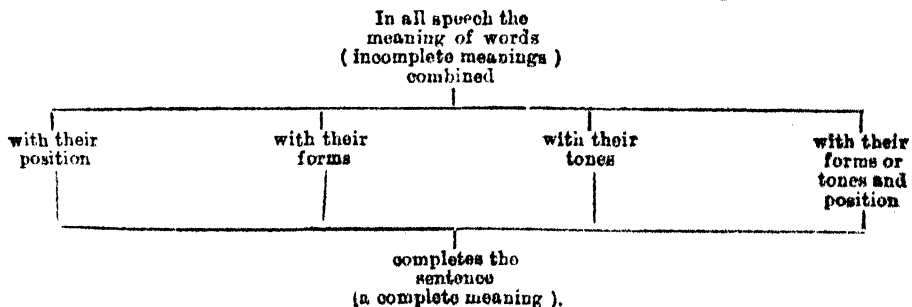 In all speech the
meaning of words
( incomplete meanings )
combined
with their
position
with their
forms
with their
tones
with their
forms or
tones and
position
completes the
sentence
(a complete meaning ).